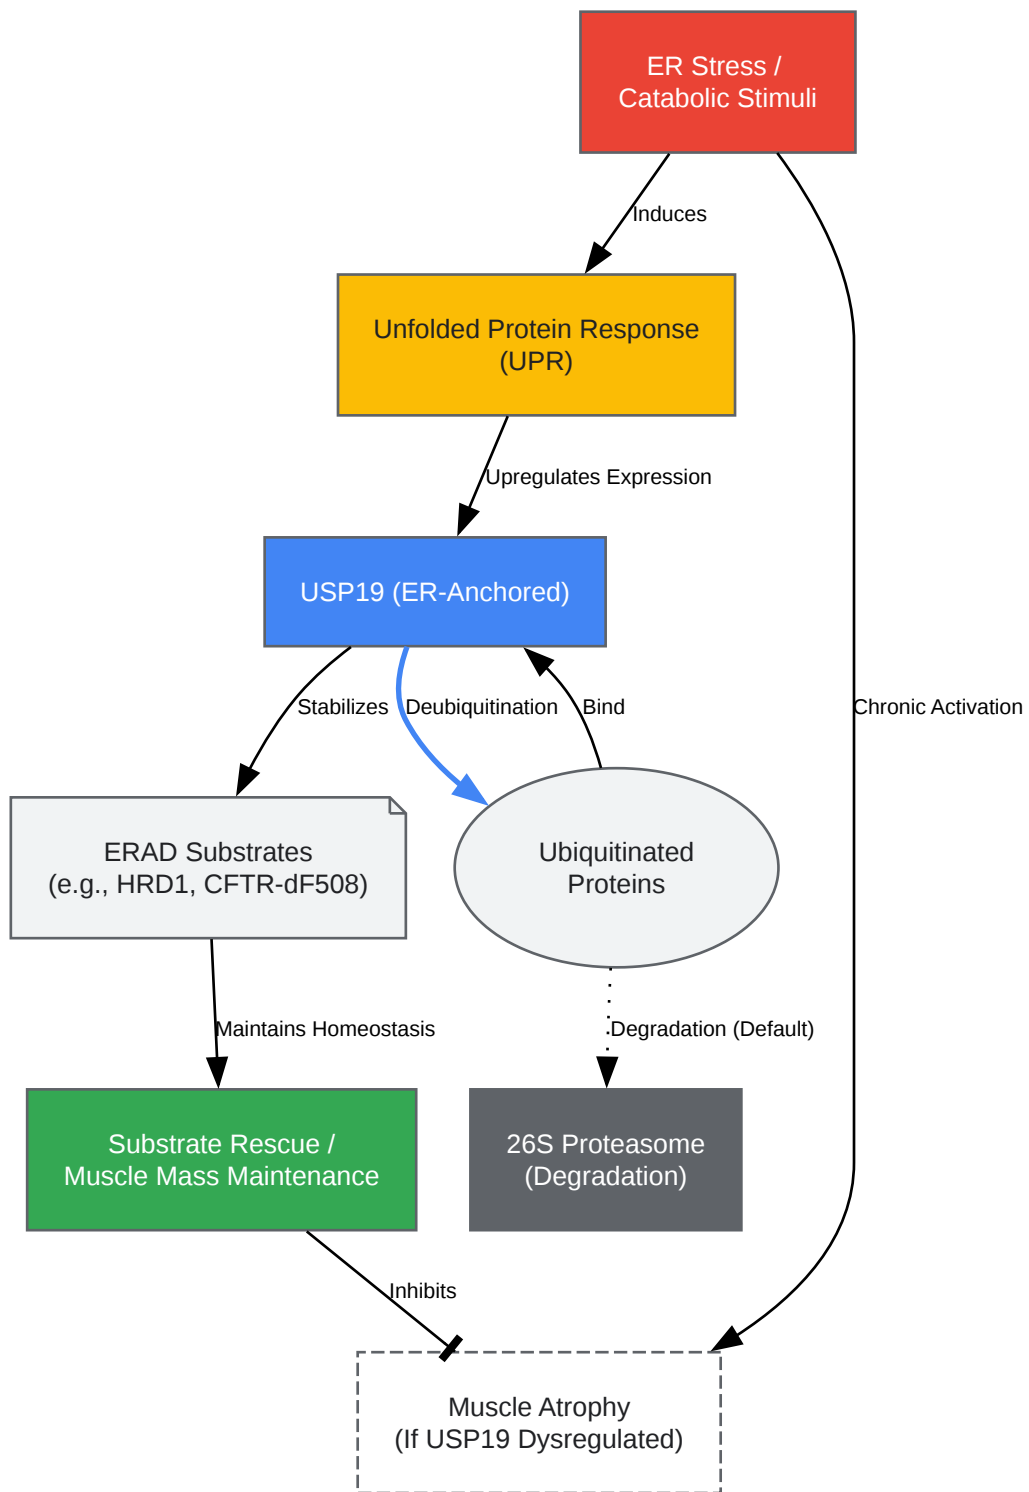 ER Stress /
Catabolic Stimuli
Induces
Unfolded Protein Response
(UPR)
Upregulates Expression
USP19 (ER-Anchored)
Stabilizes
Deubiquitination
Bind
Chronic Activation
ERAD Substrates
(e.g., HRD1, CFTR-dF508)
Ubiquitinated
Proteins
Maintains Homeostasis
Degradation (Default)
Substrate Rescue /
Muscle Mass Maintenance
26S Proteasome
(Degradation)
Inhibits
Muscle Atrophy
(If USP19 Dysregulated)